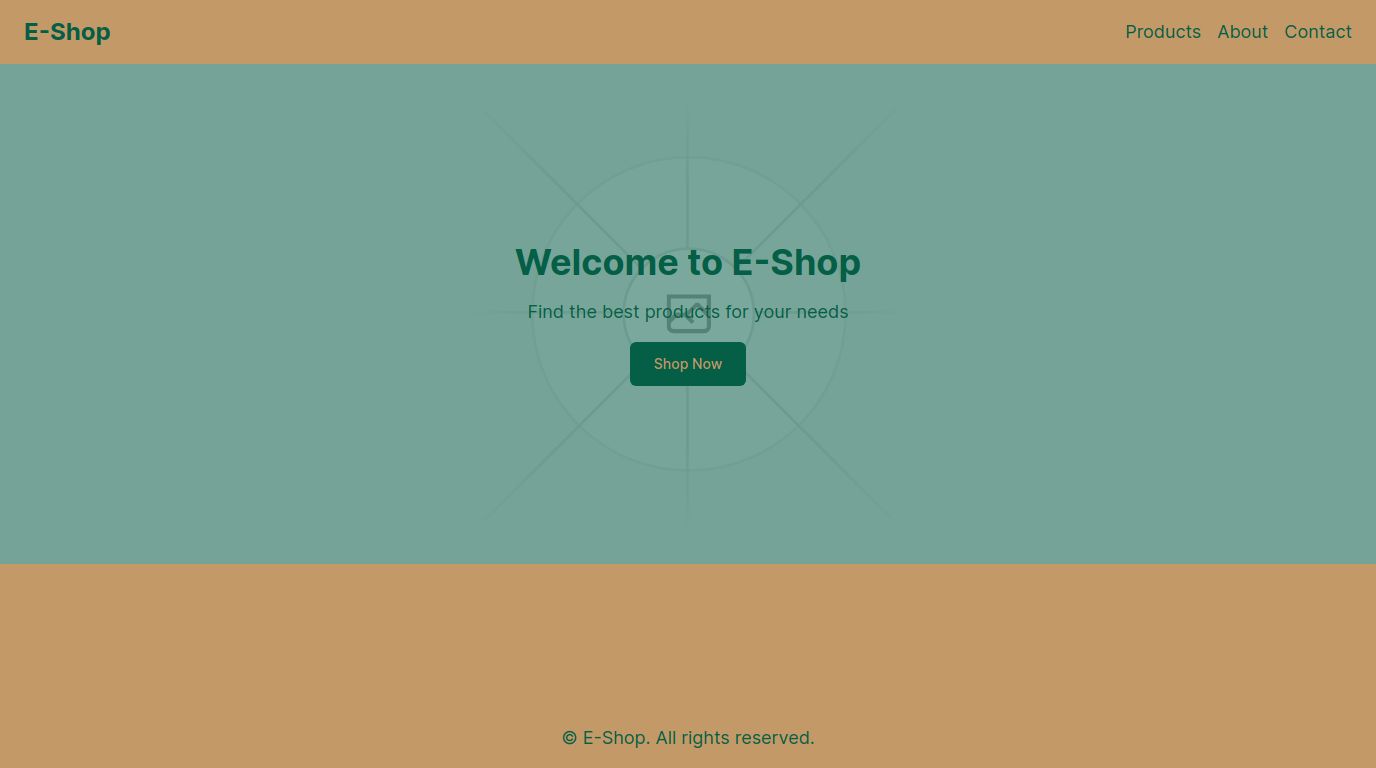 E-Shop
Products About Contact
Welcome to E-Shop
Find the best products for your needs
Shop Now
© E-Shop. All rights reserved.